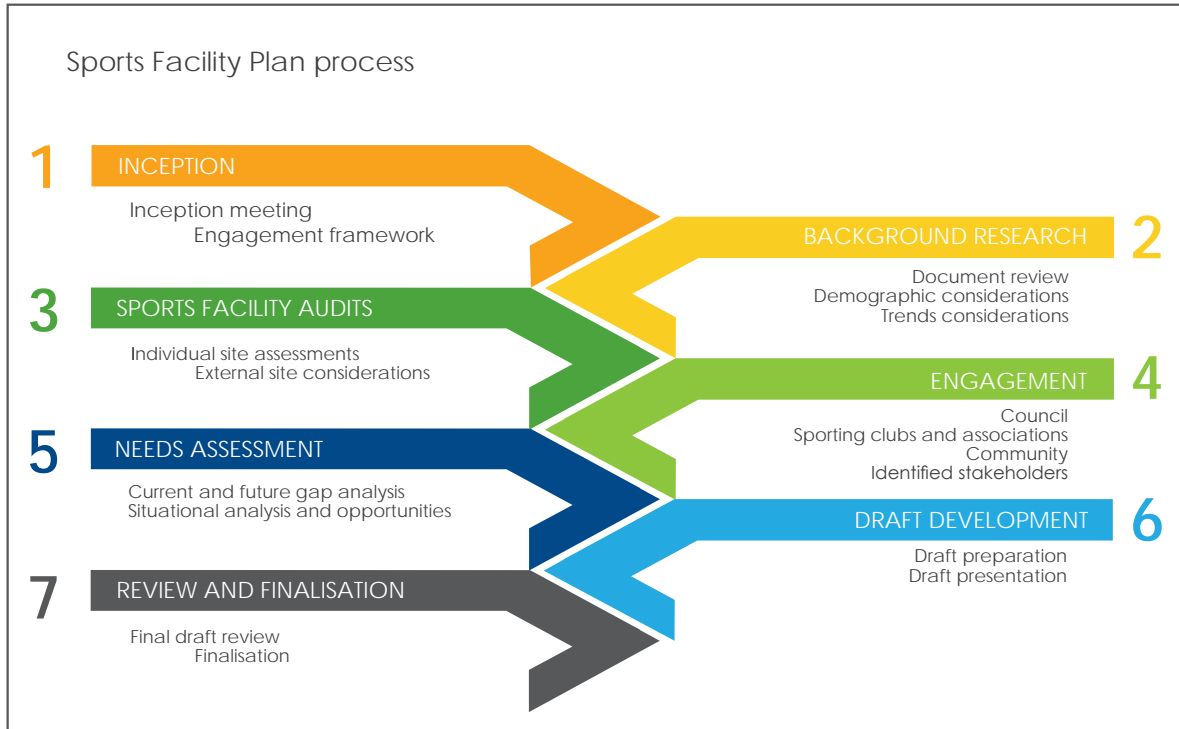 Sports Facility Plan process
1
INCEPTION
Inception meeting
Engagement framework
2
BACKGROUND RESEARCH
Document review
Demographic considerations
Trends considerations
3
SPORTS FACILITY AUDITS
Individual site assessments
External site considerations
4
ENGAGEMENT
Council
Sporting clubs and associations
Community
Identified stakeholders
5
NEEDS ASSESSMENT
Current and future gap analysis
Situational analysis and opportunities
6
DRAFT DEVELOPMENT
Draft preparation
Draft presentation
7
REVIEW AND FINALISATION
Final draft review
Finalisation